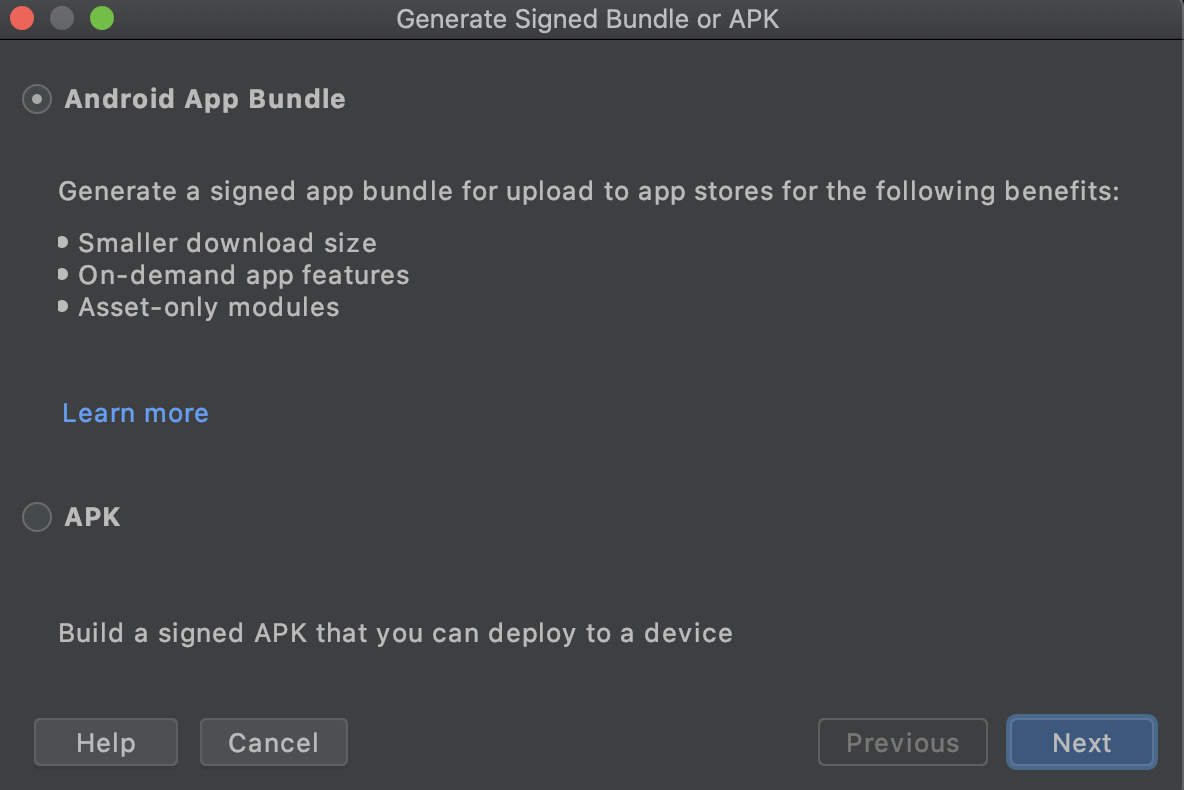 Generate Signed Bundle or APK
Android App Bundle
Generate a signed app bundle for upload to app stores for the following benefits:
Smaller download size
On-demand app features
Asset-only modules
Learn more
APK
Build a signed APK that you can deploy to a device
Help Cancel Previous Next